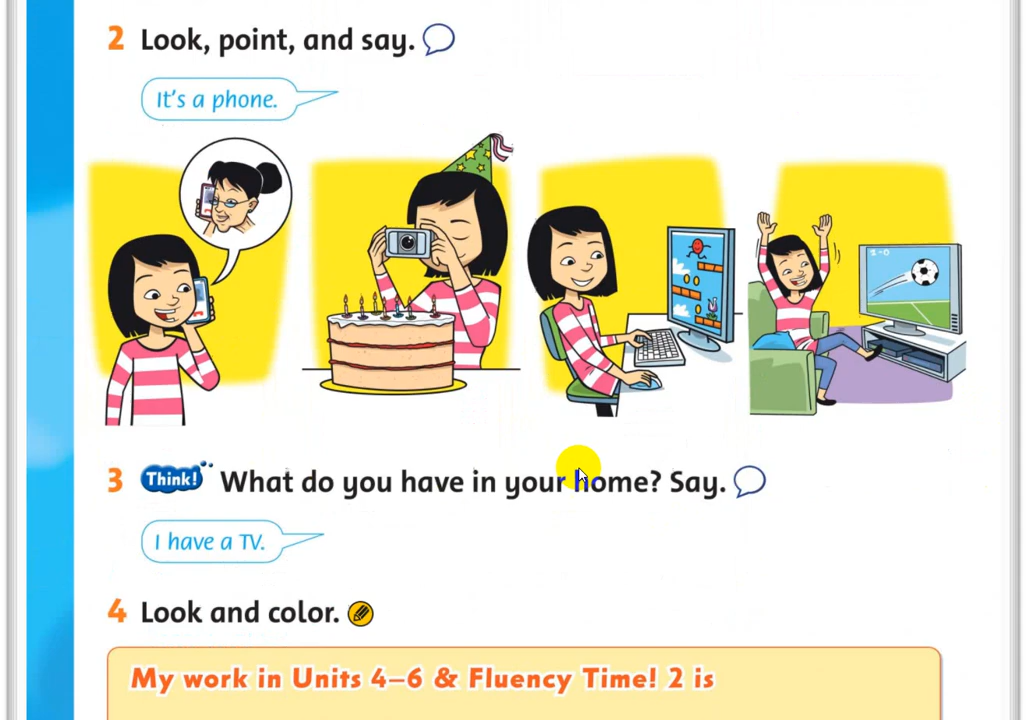 2 Look, point, and say.
It's a phone.
1-0
3 Think! What do you have in your home? Say.
I have a TV.
4 Look and color.
My work in Units 4–6 & Fluency Time! 2 is